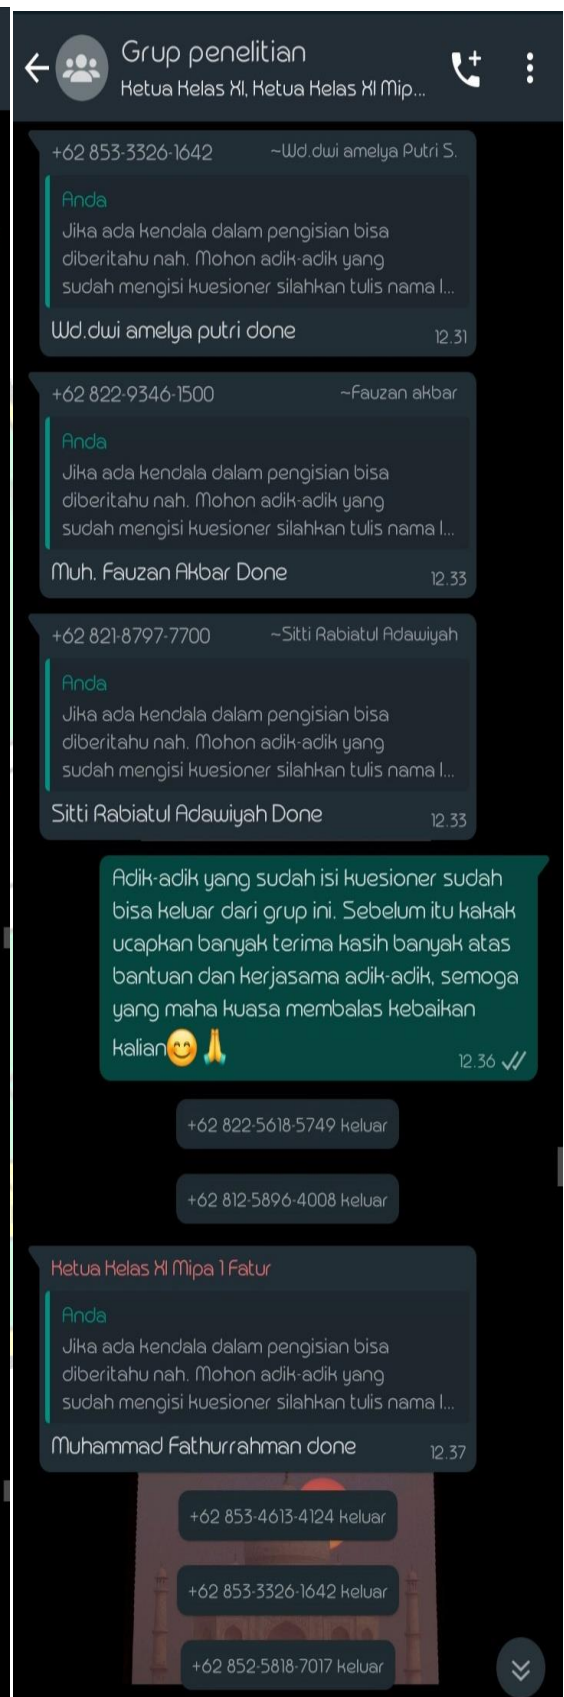 Grup penelitian
Ketua Kelas XI, Ketua Kelas XI Mip...
+62 853-3326-1642 ~Wd.dwi amelya Putri S.
Anda
Jika ada kendala dalam pengisian bisa
diberitahu nah. Mohon adik-adik yang
sudah mengisi kuesioner silahkan tulis nama l...
Wd.dwi amelya putri done 12.31
+62 822-9346-1500 ~Fauzan akbar
Anda
Jika ada kendala dalam pengisian bisa
diberitahu nah. Mohon adik-adik yang
sudah mengisi kuesioner silahkan tulis nama l...
Muh. Fauzan Akbar Done 12.33
+62 821-8797-7700 ~Sitti Rabiatul Adawiyah
Anda
Jika ada kendala dalam pengisian bisa
diberitahu nah. Mohon adik-adik yang
sudah mengisi kuesioner silahkan tulis nama l...
Sitti Rabiatul Adawiyah Done 12.33
Adik-adik yang sudah isi kuesioner sudah
bisa keluar dari grup ini. Sebelum itu kakak
ucapkan banyak terima kasih banyak atas
bantuan dan kerjasama adik-adik, semoga
yang maha kuasa membalas kebaikan
kalian😊🙏 12.36
+62 822-5618-5749 keluar
+62 812-5896-4008 keluar
Ketua Kelas XI Mipa 1 Fatur
Anda
Jika ada kendala dalam pengisian bisa
diberitahu nah. Mohon adik-adik yang
sudah mengisi kuesioner silahkan tulis nama l...
Muhammad Fathurrahman done 12.37
+62 853-4613-4124 keluar
+62 853-3326-1642 keluar
+62 852-5818-7017 keluar